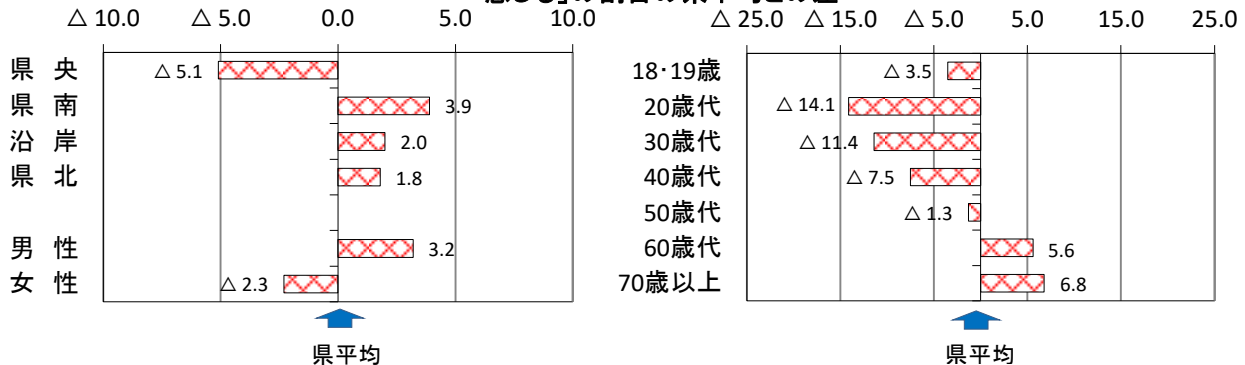 △ 10.0 △ 5.0 0.0 5.0 10.0
県 央 △ 5.1
県 南 3.9
沿 岸 2.0
県 北 1.8
男 性 3.2
女 性 △ 2.3
県平均
△ 25.0 △ 15.0 △ 5.0 5.0 15.0 25.0
18･19歳 △ 3.5
20歳代 △ 14.1
30歳代 △ 11.4
40歳代 △ 7.5
50歳代 △ 1.3
60歳代 5.6
70歳以上 6.8
県平均